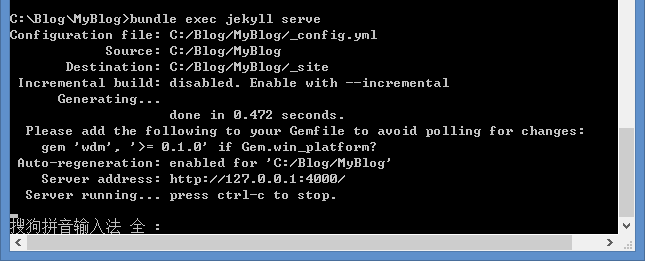 C:\Blog\MyBlog>bundle exec jekyll serve
Configuration file: C:/Blog/MyBlog/_config.yml
Source: C:/Blog/MyBlog
Destination: C:/Blog/MyBlog/_site
Incremental build: disabled. Enable with --incremental
Generating...
done in 0.472 seconds.
Please add the following to your Gemfile to avoid polling for changes:
gem 'wdm', '>= 0.1.0' if Gem.win_platform?
Auto-regeneration: enabled for 'C:/Blog/MyBlog'
Server address: http://127.0.0.1:4000/
Server running... press ctrl-c to stop.
搜狗拼音输入法 全 :